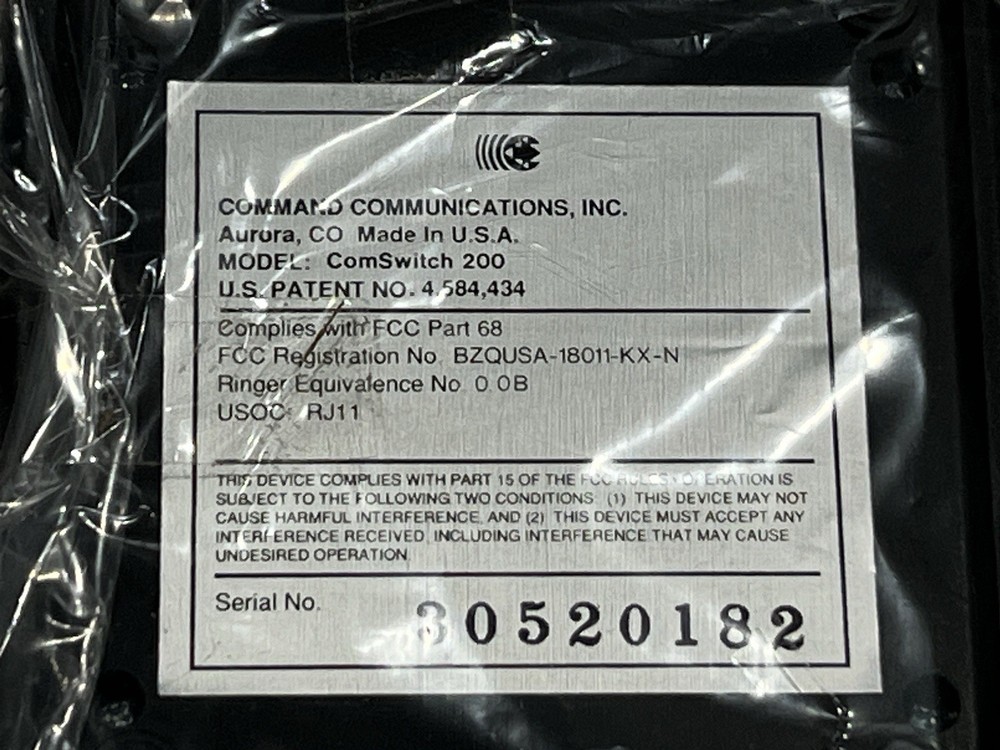 COMMAND COMMUNICATIONS, INC.
Aurora, CO Made In U.S.A.
MODEL: ComSwitch 200
U.S. PATENT NO. 4,584,434
Complies with FCC Part 68
FCC Registration No. BZQUSA-18011-KX-N
Ringer Equivalence No. 0.0B
USOC: RJ11
THIS DEVICE COMPLIES WITH PART 15 OF THE FCC RULES. OPERATION IS
SUBJECT TO THE FOLLOWING TWO CONDITIONS: (1) THIS DEVICE MAY NOT
CAUSE HARMFUL INTERFERENCE, AND (2) THIS DEVICE MUST ACCEPT ANY
INTERFERENCE RECEIVED, INCLUDING INTERFERENCE THAT MAY CAUSE
UNDESIRED OPERATION.
Serial No. 30520182